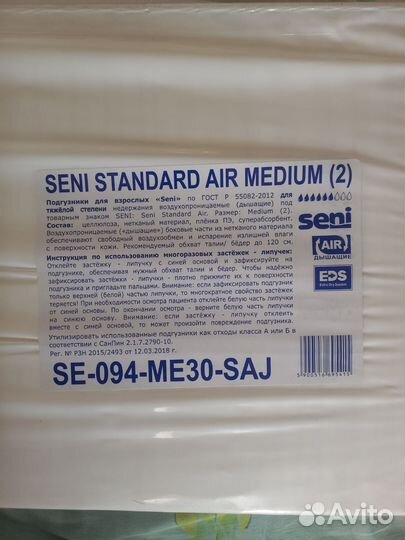 SENI STANDARD AIR MEDIUM (2)
Подгузники для взрослых «Seni» по ГОСТ Р 55082-2012 для
тяжёлой степени недержания воздухопроницаемые (дышащие) под
товарным знаком SENI: Seni Standard Air. Размер: Medium (2).
Состав: целлюлоза, нетканый материал, плёнка ПЭ, суперабсорбент.
Воздухопроницаемые «дышащие») боковые части из нетканого материала
обеспечивают свободный воздухообмен и испарение излишней влаги
с поверхности кожи. Рекомендуемый обхват талии/ бёдер до 120 см.
seni
AIR
ДЫШАЩИЕ
EDS
Extra Dry System
Инструкция по использованию многоразовых застёжек - липучек:
Отклейте застёжку - липучку с синей основой и зафиксируйте на
подгузнике, обеспечивая нужный обхват талии/ бёдер. Чтобы надёжно
зафиксировать застёжки - липучки - плотно прижмите их к поверхности
подгузника и пригладьте пальцами. Внимание: если зафиксировать подгузник
только верхней (белой) частью липучки, то многократное свойство застёжек
теряется! При необходимости осмотра пациента отклейте белую часть липучки
от синей основы. По окончании осмотра - верните белую часть липучки
на синюю основу. Внимание: если застёжку - липучку отклеить
вместе с синей основой, то может произойти повреждение подгузника.
Утилизировать использованные подгузники как отходы класса А или Б в
соответствии с СанПин 2.1.7.2790-10.
Рег. № РЗН 2015/2493 от 12.03.2018 г.
SE-094-ME30-SAJ
5900516695415
Avito